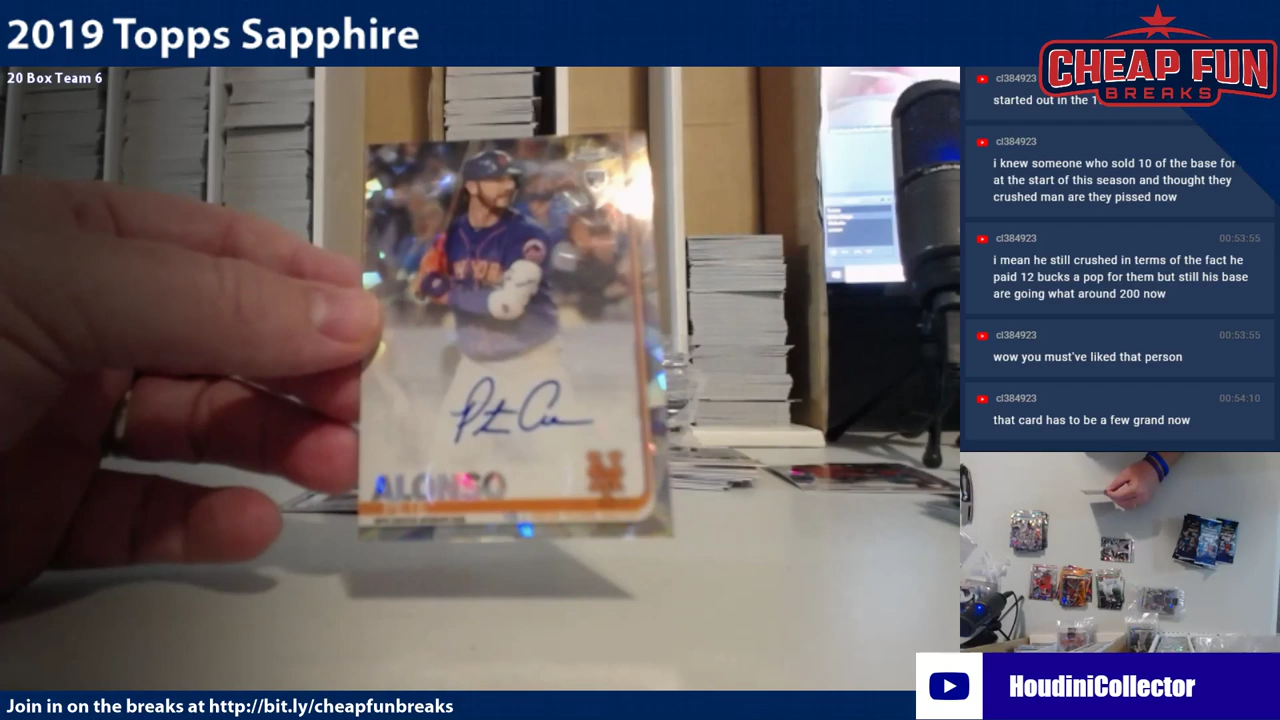 2019 Topps Sapphire
20 Box Team 6
CHEAP FUN
BREAKS
cl384923
started out in the 1
cl384923
i knew someone who sold 10 of the base for
at the start of this season and thought they
crushed man are they pissed now
cl384923 00:53:55
i mean he still crushed in terms of the fact he
paid 12 bucks a pop for them but still his base
are going what around 200 now
cl384923 00:53:55
wow you must've liked that person
cl384923 00:54:10
that card has to be a few grand now
ALONSO
PETE
HoudiniCollector
Join in on the breaks at http://bit.ly/cheapfunbreaks